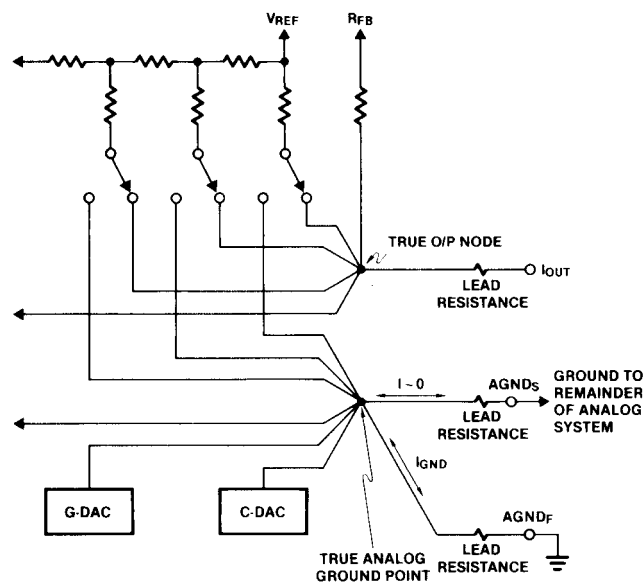 VREF
RFB
TRUE O/P NODE
IOUT
LEAD
RESISTANCE
I~0
AGNDS
GROUND TO
REMAINDER
OF ANALOG
SYSTEM
LEAD
RESISTANCE
IGND
G-DAC
C-DAC
AGNDF
LEAD
RESISTANCE
TRUE ANALOG
GROUND POINT